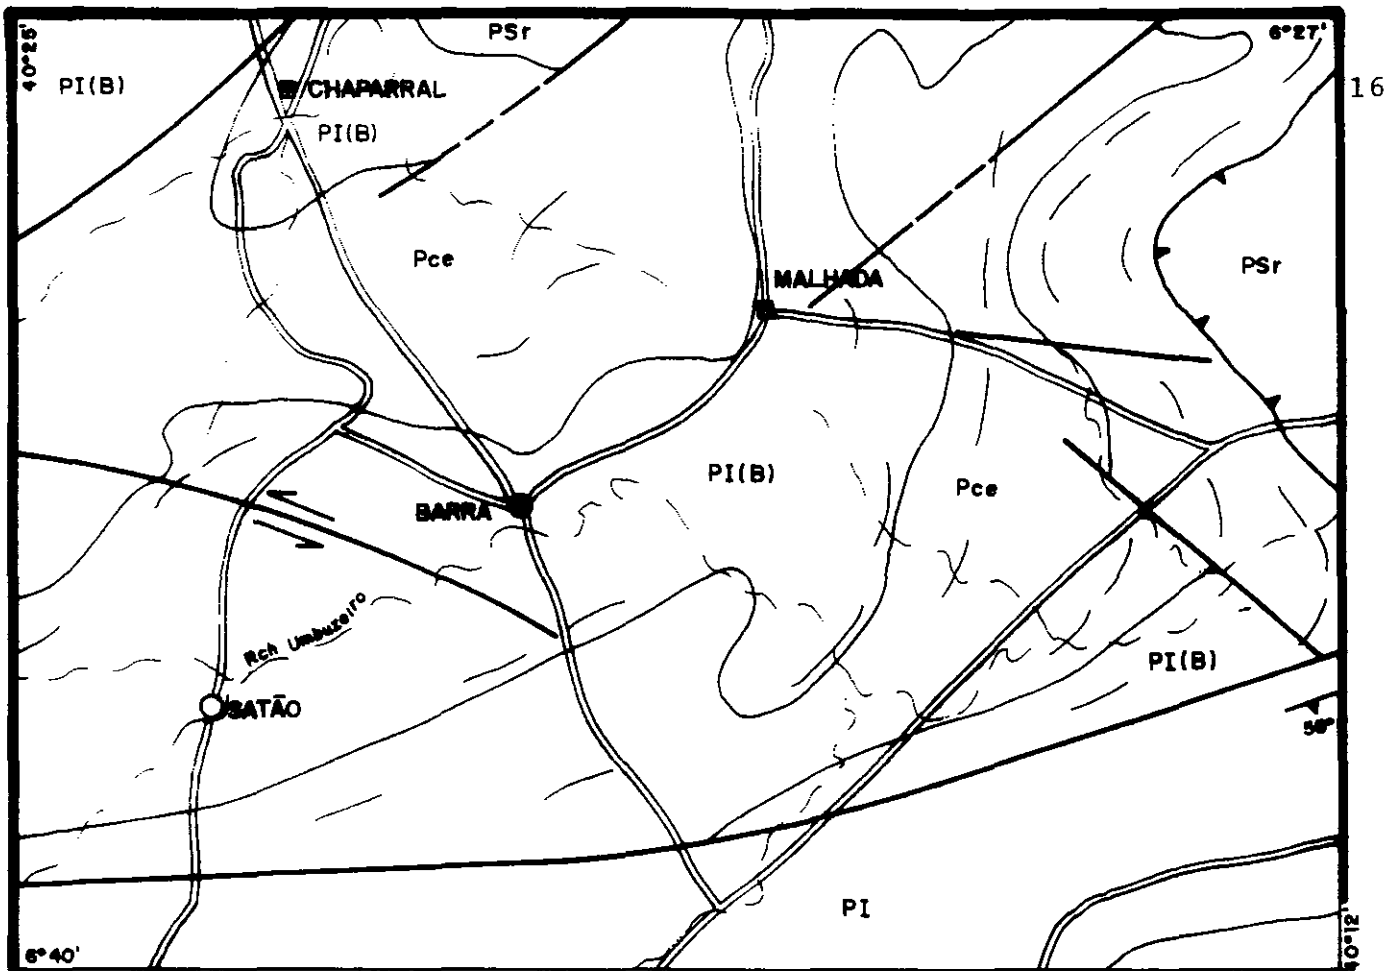 40°25'
PSr
6°27'
PI(B)
CHAPARRAL
16
PI(B)
Pce
PSr
MALHADA
PI(B)
Pce
BARRA
Rch Umbuzeiro
PI(B)
SATÃO
PI
6°40'
40°12'